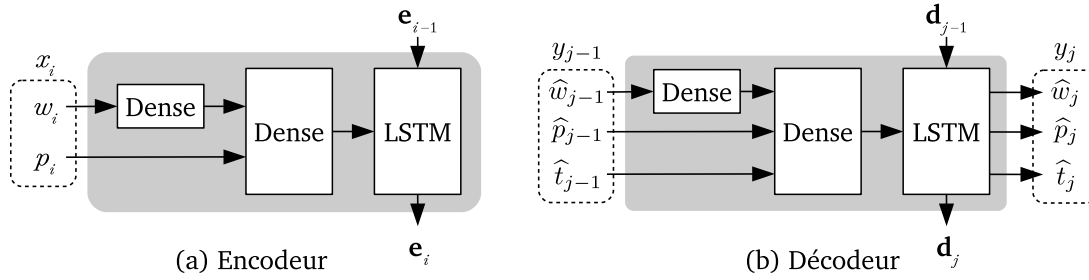 e_{i-1}
x_i
w_i
p_i
Dense
Dense
LSTM
e_i
(a) Encodeur
d_{j-1}
y_{j-1}
y_j
ŵ_{j-1}
p̂_{j-1}
t̂_{j-1}
Dense
Dense
LSTM
ŵ_j
p̂_j
t̂_j
d_j
(b) Décodeur